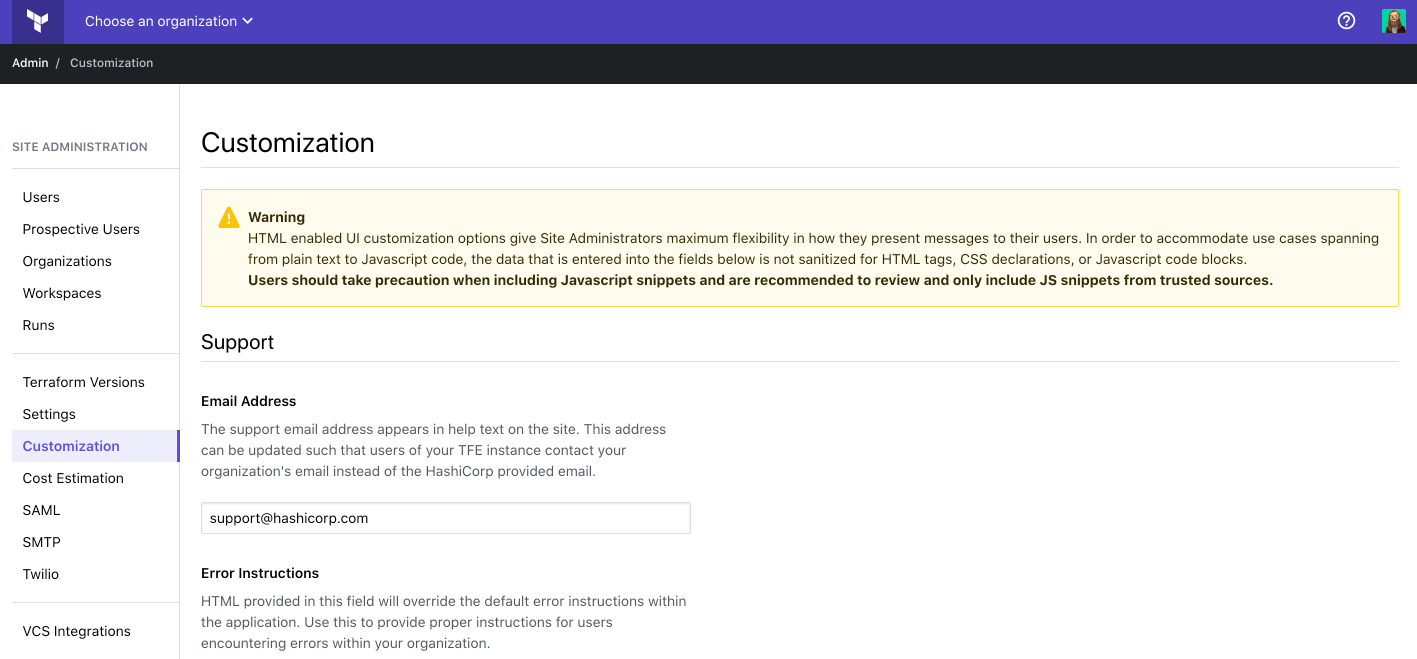 Choose an organization
Admin / Customization
SITE ADMINISTRATION
Users
Prospective Users
Organizations
Workspaces
Runs
Terraform Versions
Settings
Customization
Cost Estimation
SAML
SMTP
Twilio
VCS Integrations
Customization
Warning
HTML enabled UI customization options give Site Administrators maximum flexibility in how they present messages to their users. In order to accommodate use cases spanning
from plain text to Javascript code, the data that is entered into the fields below is not sanitized for HTML tags, CSS declarations, or Javascript code blocks.
Users should take precaution when including Javascript snippets and are recommended to review and only include JS snippets from trusted sources.
Support
Email Address
The support email address appears in help text on the site. This address
can be updated such that users of your TFE instance contact your
organization's email instead of the HashiCorp provided email.
support@hashicorp.com
Error Instructions
HTML provided in this field will override the default error instructions within
the application. Use this to provide proper instructions for users
encountering errors within your organization.